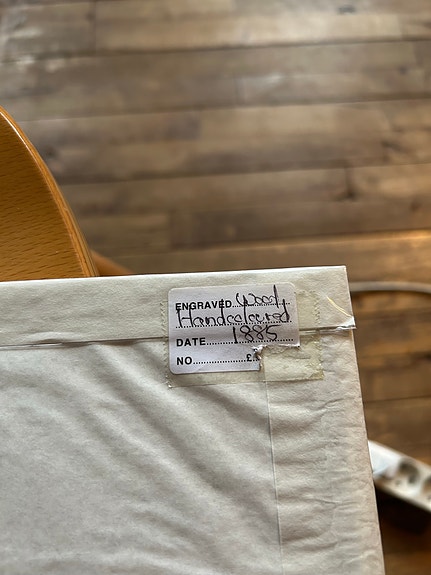 ENGRAVED Wood
Handcoloured
DATE 1885
NO. £